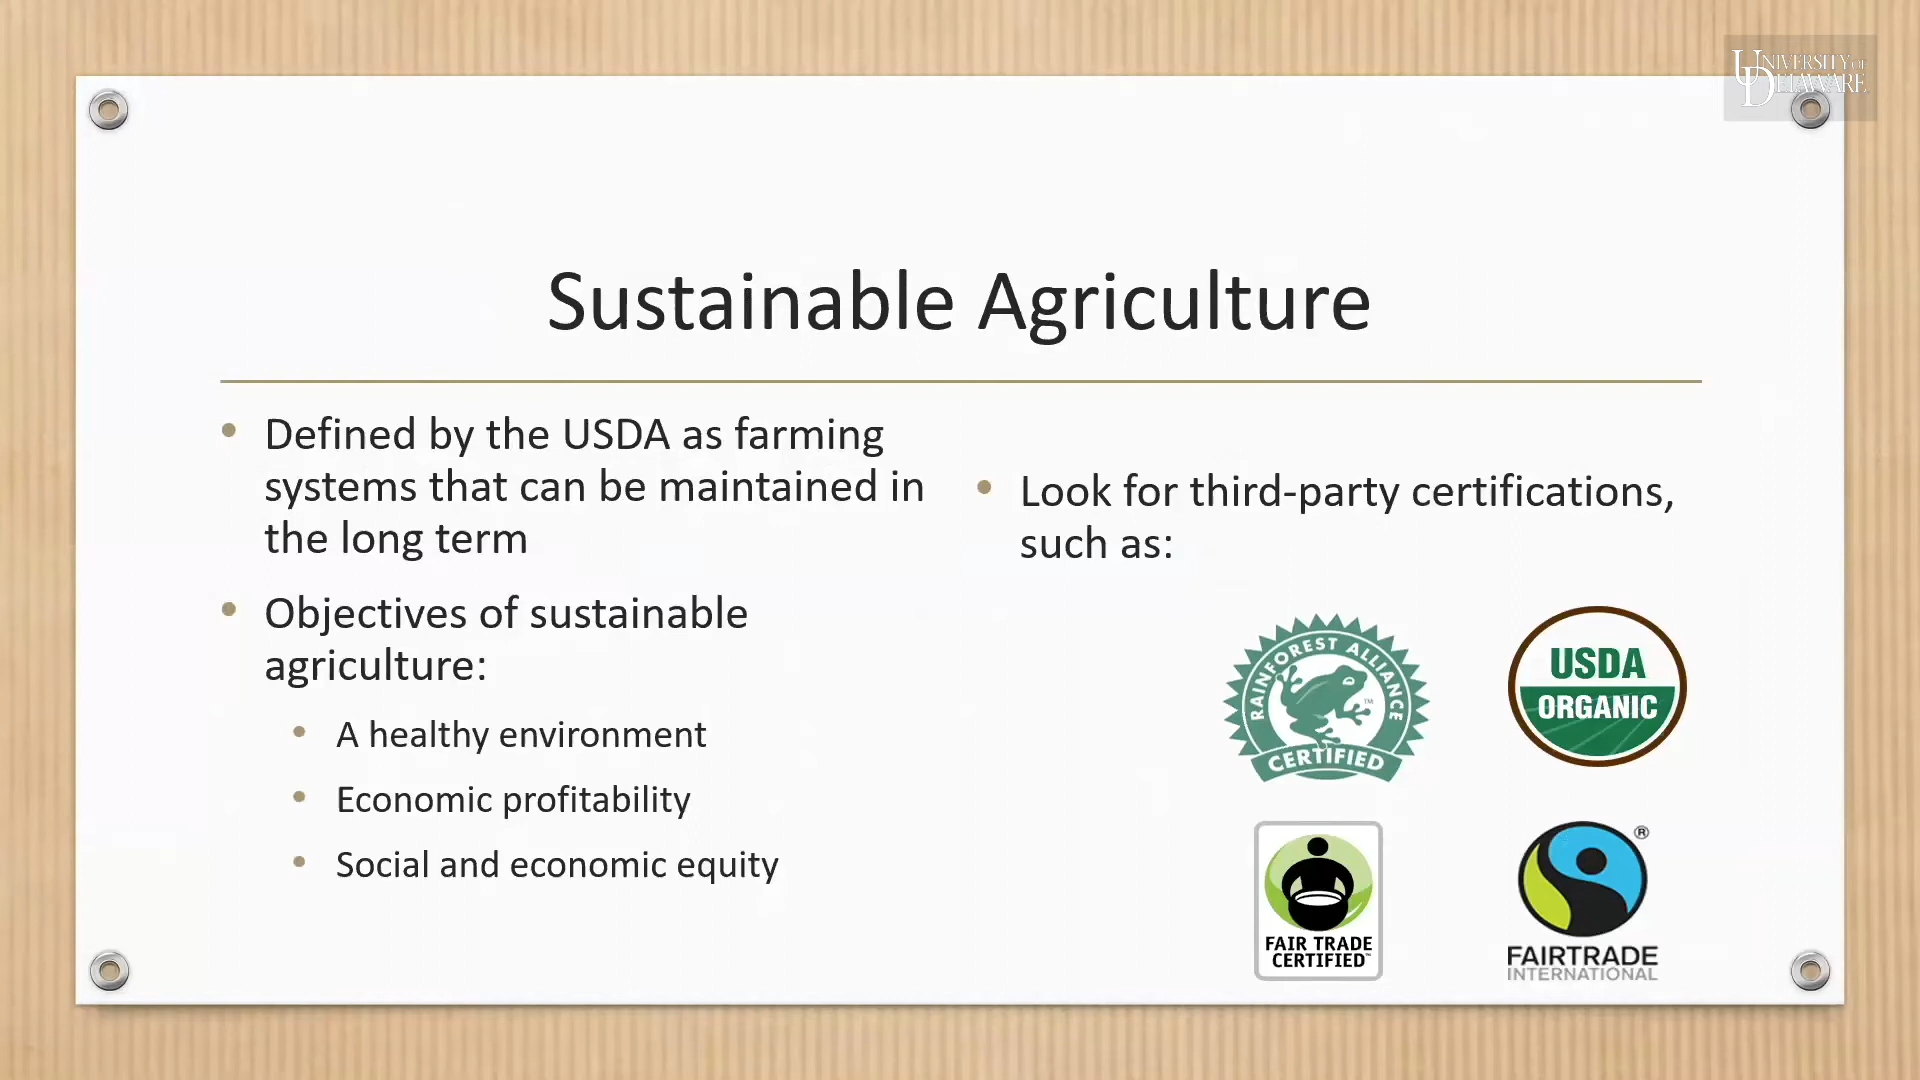 UNIVERSITY OF
DELAWARE
Sustainable Agriculture
• Defined by the USDA as farming
systems that can be maintained in
the long term
• Objectives of sustainable
agriculture:
• A healthy environment
• Economic profitability
• Social and economic equity
• Look for third-party certifications,
such as:
RAINFOREST ALLIANCE
™
CERTIFIED
USDA
ORGANIC
FAIR TRADE
CERTIFIED™
®
FAIRTRADE
INTERNATIONAL